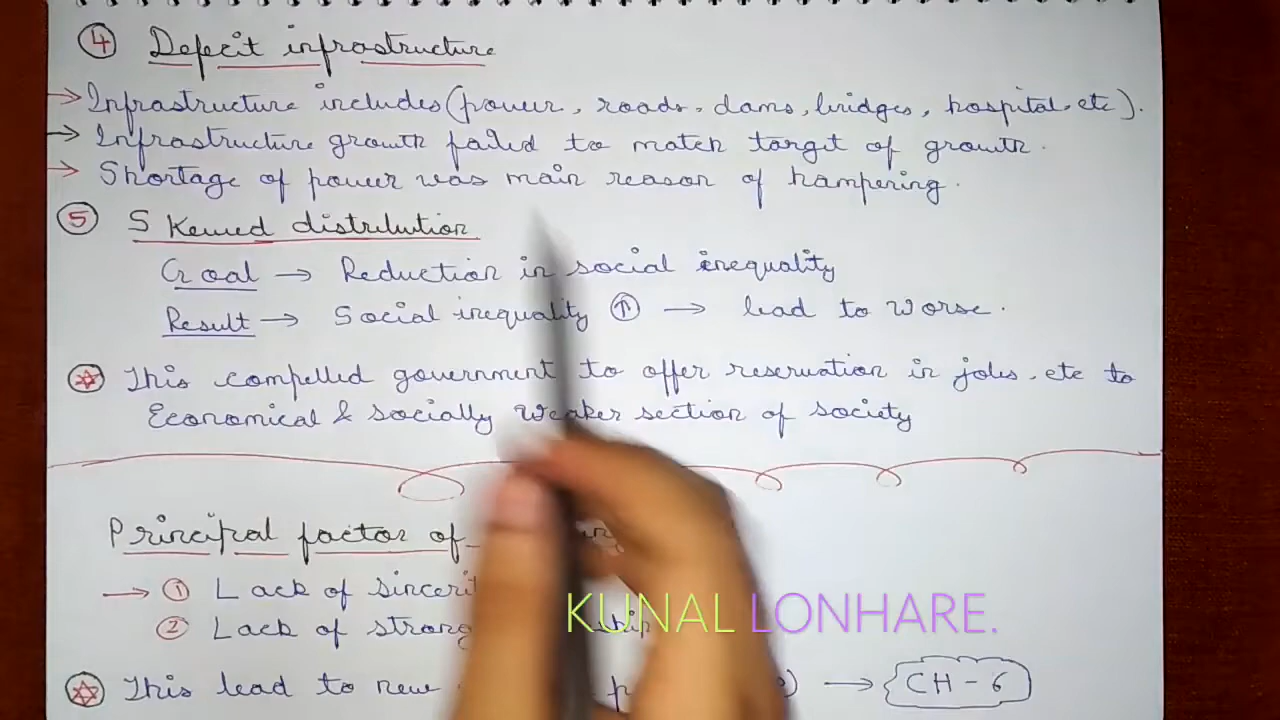 4 Deficit infrastructure
→ Infrastructure includes (power, roads, dams, bridges, hospital, etc).
→ Infrastructure growth failed to match target of growth.
→ Shortage of power was main reason of hampering.
5 Skewed distribution
Goal → Reduction in social inequality
Result → Social inequality ↑ → lead to worse.
This compelled government to offer reservation in jobs, etc to
Economical & socially weaker section of society
Principal factor of
→ 1 Lack of
2 Lack of strong
KUNAL LONHARE.
This lead to new → CH-6